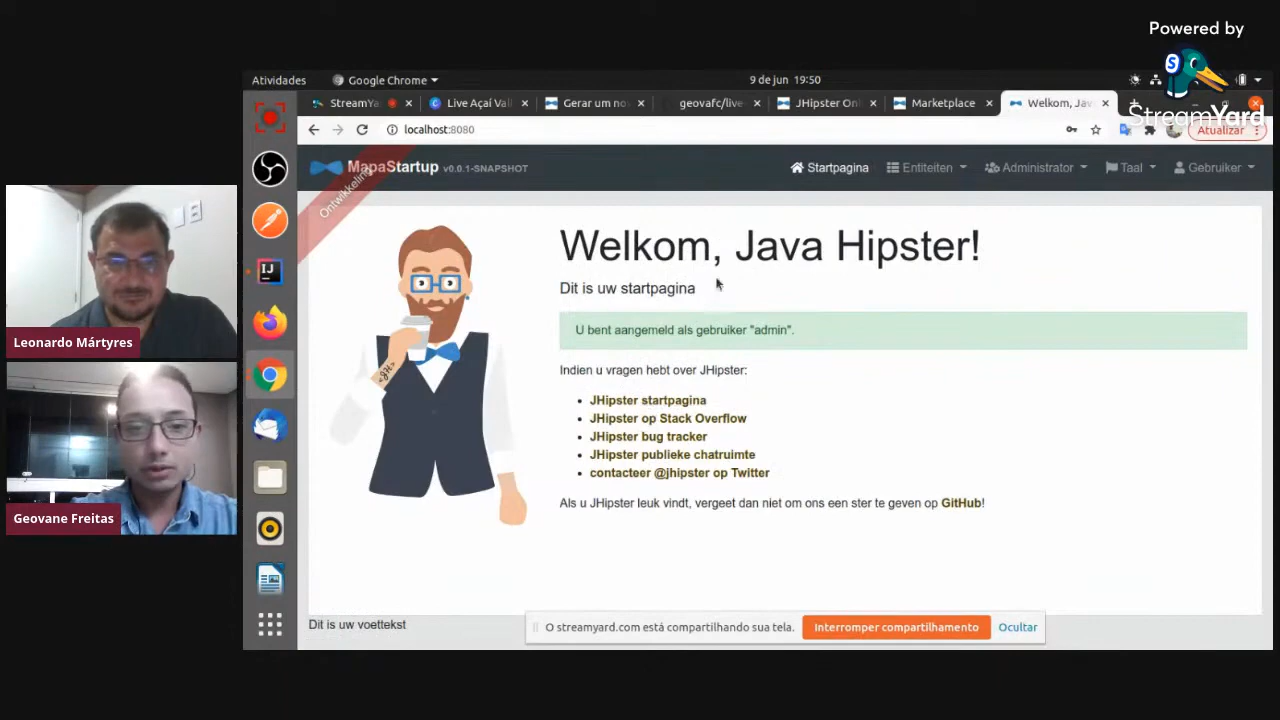 Powered by
StreamYard
Atividades
Google Chrome
9 de jun 19:50
StreamYa
Live Açaí Vall
Gerar um no
geovafc/live
JHipster Onl
Marketplace
Welkom, Jav
localhost:8080
Atualizar
MapaStartup v0.0.1-SNAPSHOT
Startpagina
Entiteiten
Administrator
Taal
Gebruiker
Ontwikkeling
Welkom, Java Hipster!
Dit is uw startpagina
U bent aangemeld als gebruiker "admin".
Indien u vragen hebt over JHipster:
JHipster startpagina
JHipster op Stack Overflow
JHipster bug tracker
JHipster publieke chatruimte
contacteer @jhipster op Twitter
Als u JHipster leuk vindt, vergeet dan niet om ons een ster te geven op GitHub!
Dit is uw voettekst
O streamyard.com está compartilhando sua tela.
Interromper compartilhamento
Ocultar
Leonardo Mártyres
Geovane Freitas
IJ
«JH»
S